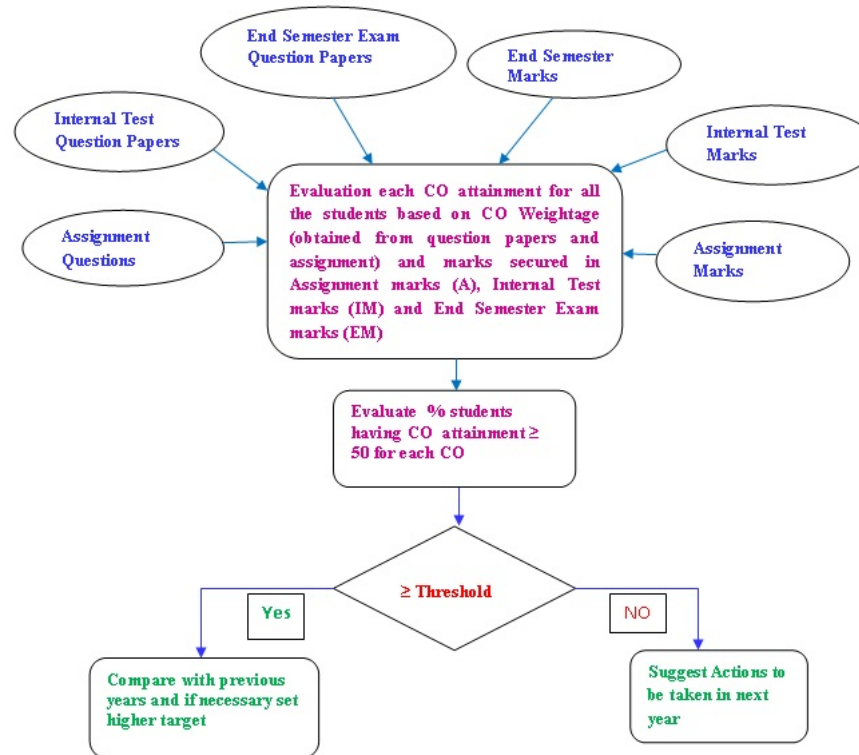 End Semester Exam
Question Papers
End Semester
Marks
Internal Test
Question Papers
Internal Test
Marks
Assignment
Questions
Assignment
Marks
Evaluation each CO attainment for all
the students based on CO Weightage
(obtained from question papers and
assignment) and marks secured in
Assignment marks (A), Internal Test
marks (IM) and End Semester Exam
marks (EM)
Evaluate % students
having CO attainment ≥
50 for each CO
≥ Threshold
Yes
NO
Compare with previous
years and if necessary set
higher target
Suggest Actions to
be taken in next
year